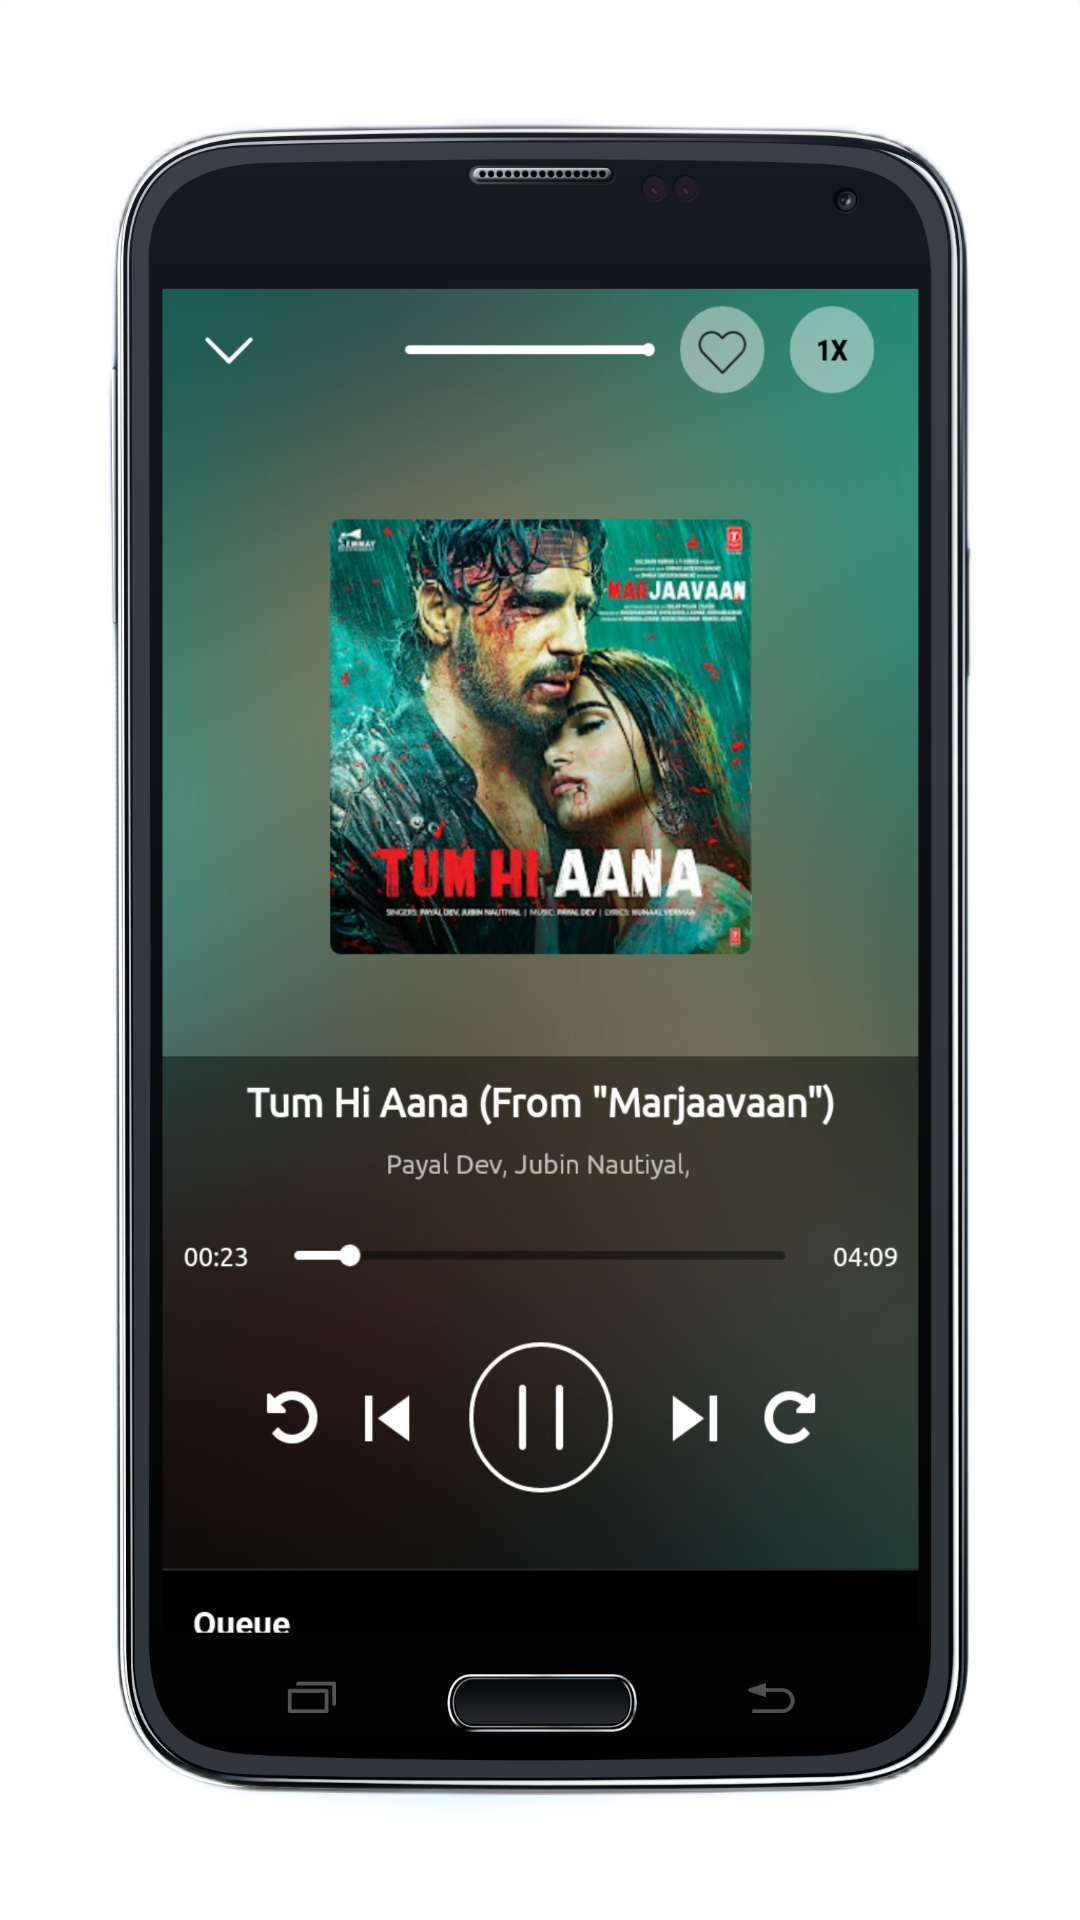 1X
EMMAY
MARJAAVAAN
TUM HI AANA
SINGERS: PAYAL DEV, JUBIN NAUTIYAL | MUSIC: PAYAL DEV | LYRICS: KUNAAL VERMAA
Tum Hi Aana (From "Marjaavaan")
Payal Dev, Jubin Nautiyal,
00:23
04:09
Queue